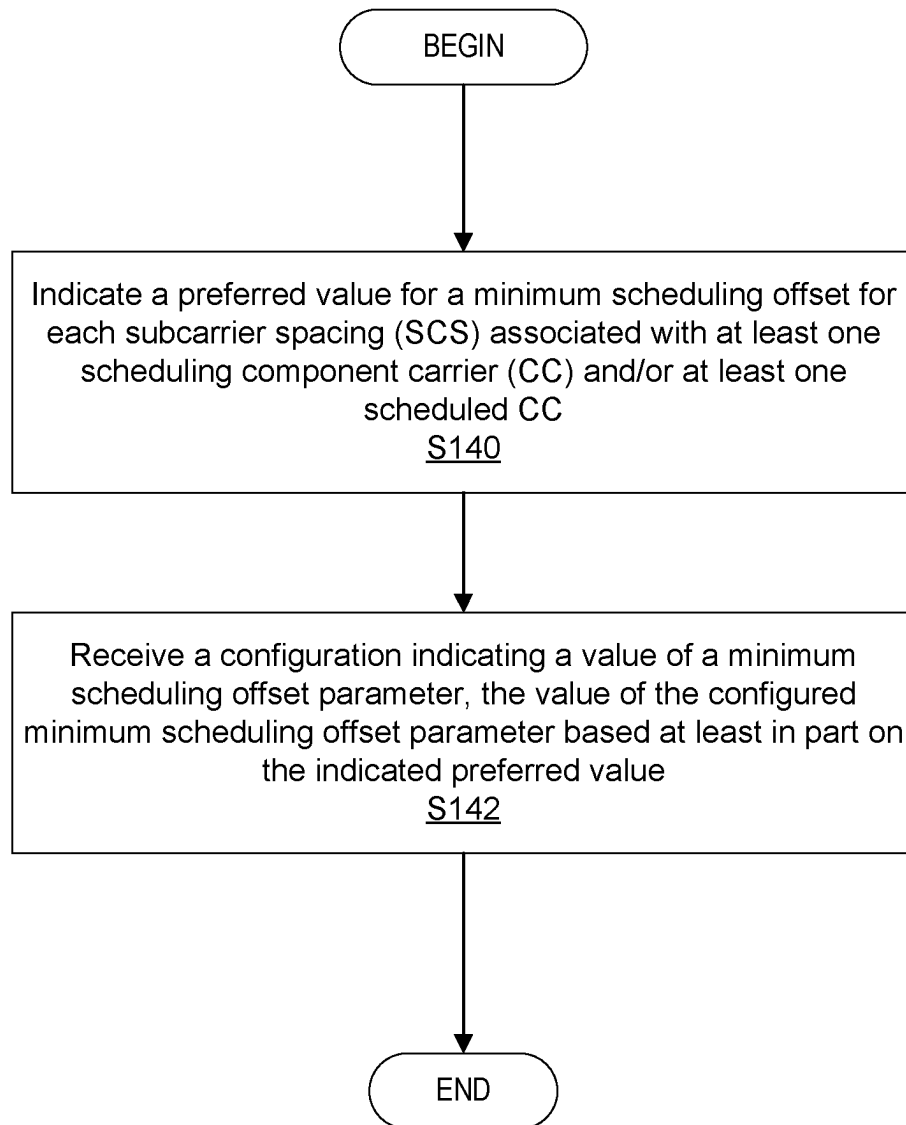 BEGIN
Indicate a preferred value for a minimum scheduling offset for
each subcarrier spacing (SCS) associated with at least one
scheduling component carrier (CC) and/or at least one
scheduled CC
S140
Receive a configuration indicating a value of a minimum
scheduling offset parameter, the value of the configured
minimum scheduling offset parameter based at least in part on
the indicated preferred value
S142
END